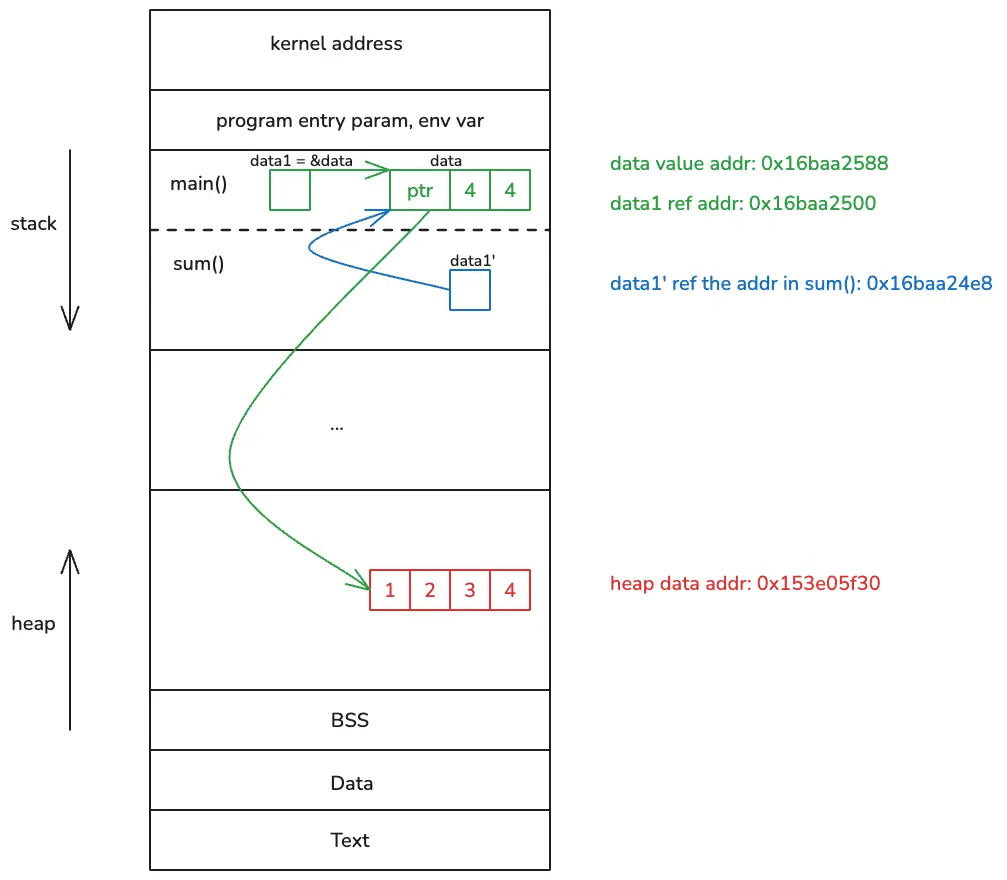 kernel address
program entry param, env var
data1 = &data
data
main()
ptr
4
4
data value addr: 0x16baa2588
data1 ref addr: 0x16baa2500
stack
sum()
data1'
data1' ref the addr in sum(): 0x16baa24e8
...
1
2
3
4
heap data addr: 0x153e05f30
heap
BSS
Data
Text